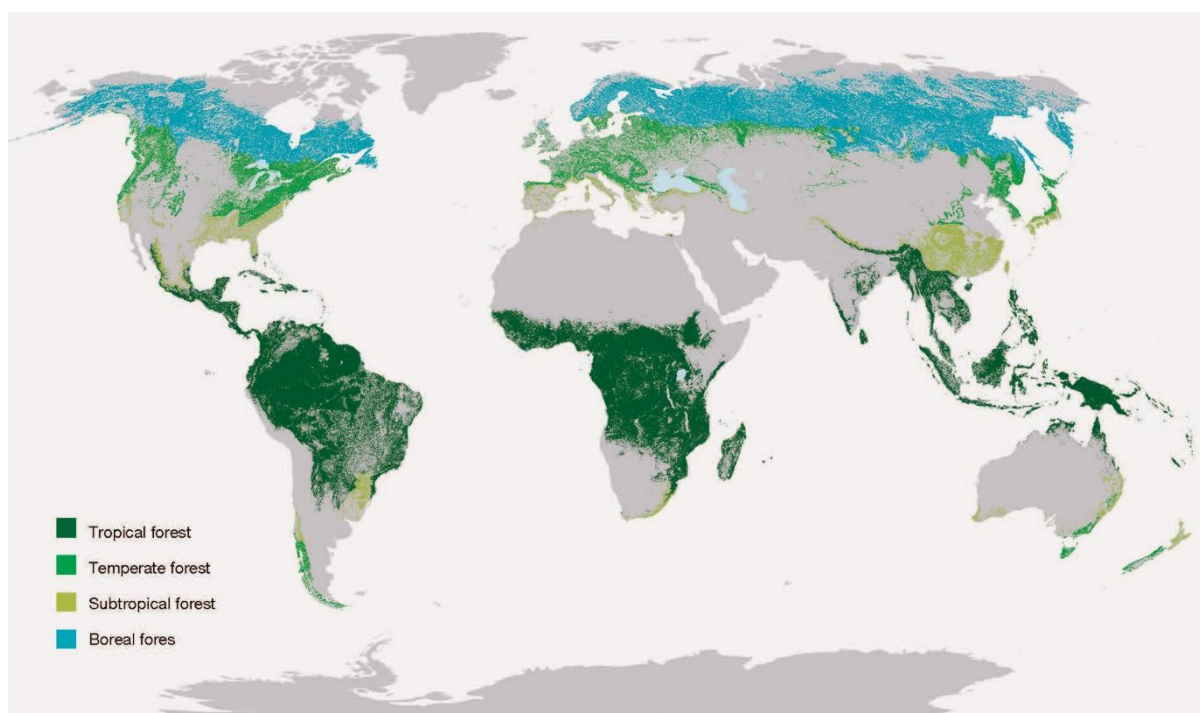 Tropical forest
Temperate forest
Subtropical forest
Boreal fores